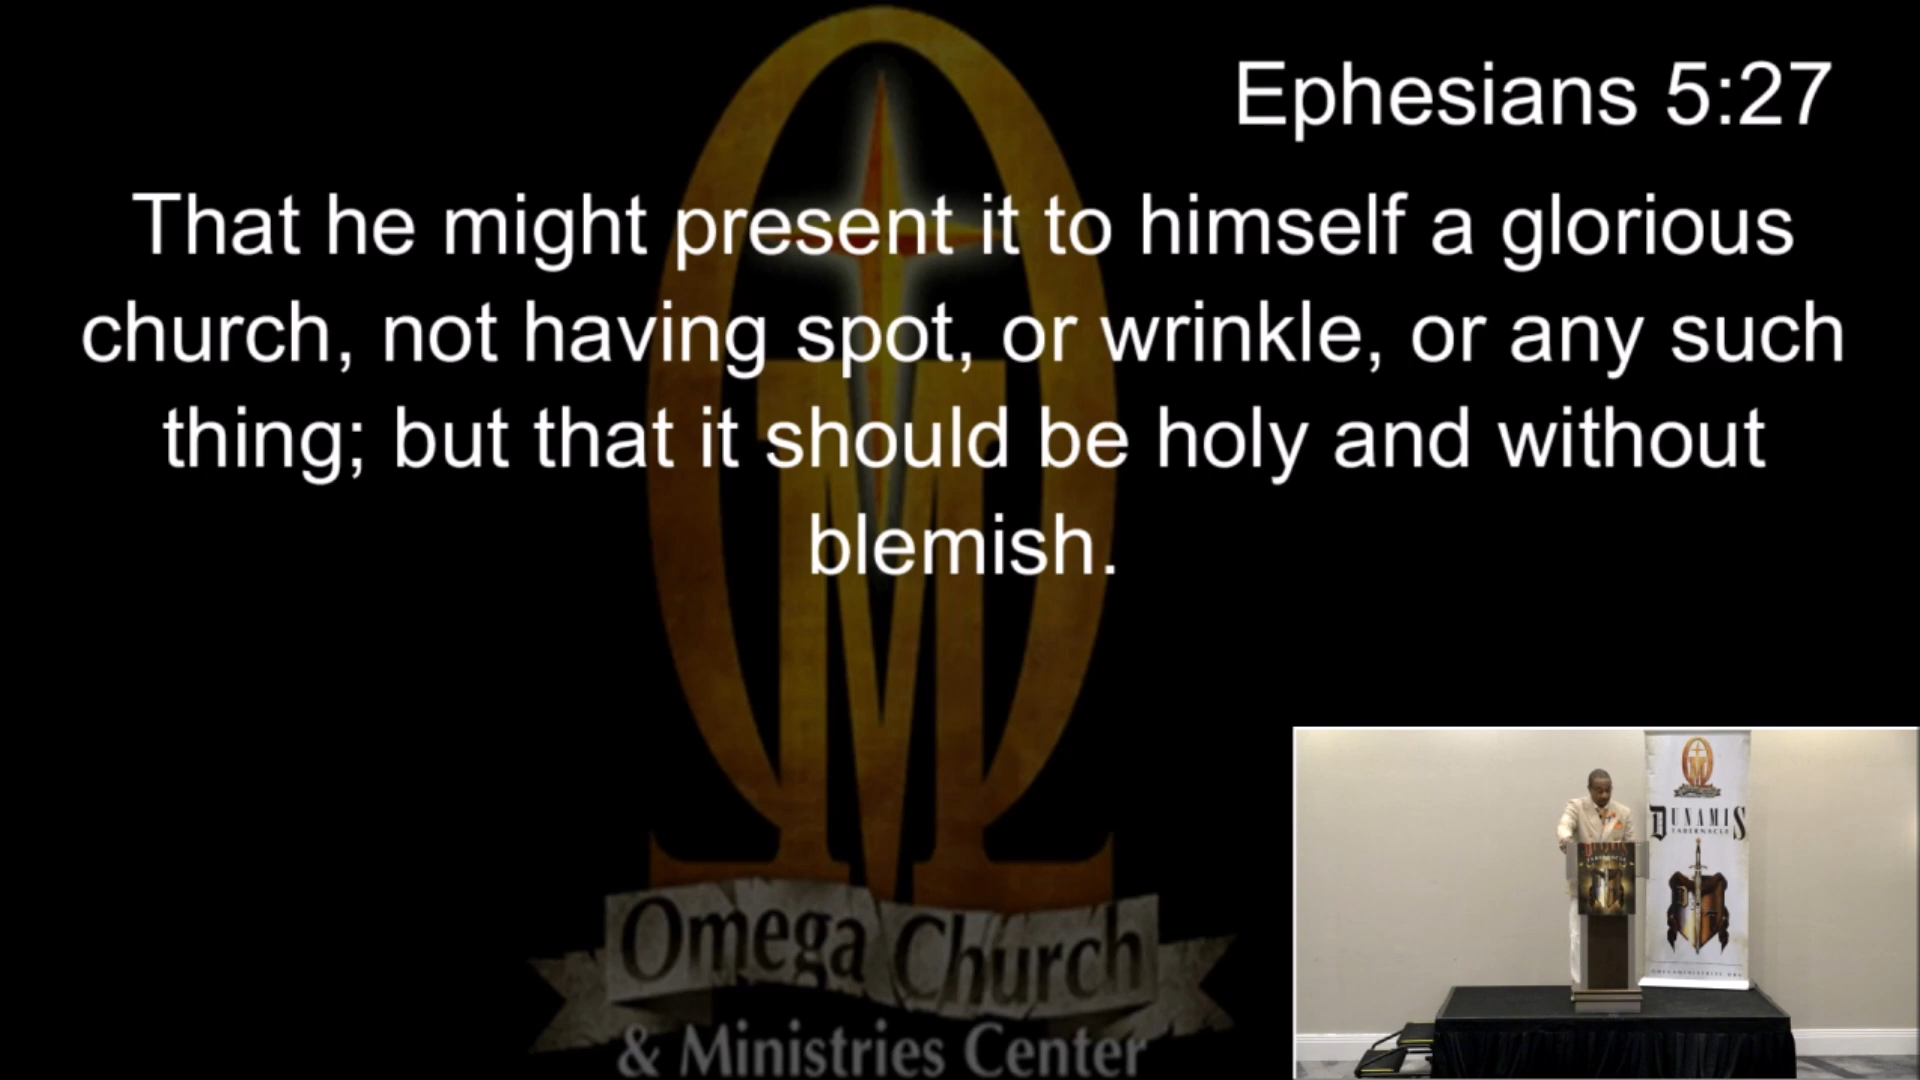 Ephesians 5:27
That he might present it to himself a glorious
church, not having spot, or wrinkle, or any such
thing; but that it should be holy and without
blemish.
Omega Church
& Ministries Center
DUNAMIS
TABERNACLE